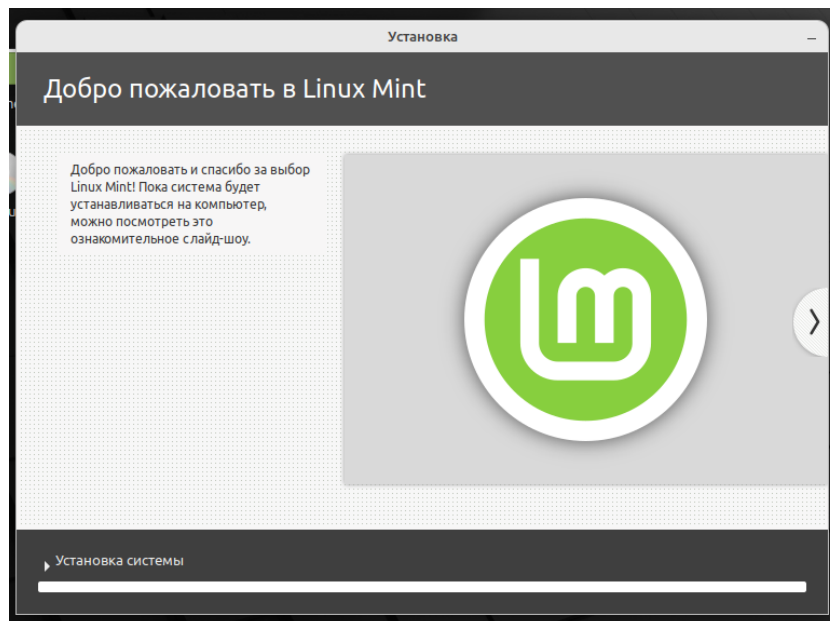 Установка
Добро пожаловать в Linux Mint
Добро пожаловать и спасибо за выбор
Linux Mint! Пока система будет
устанавливаться на компьютер,
можно посмотреть это
ознакомительное слайд-шоу.
Установка системы